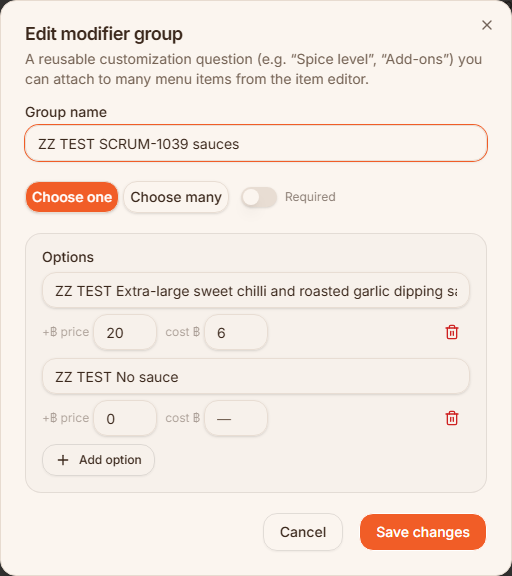 Edit modifier group
A reusable customization question (e.g. “Spice level”, “Add-ons”) you
can attach to many menu items from the item editor.
Group name
ZZ TEST SCRUM-1039 sauces
Choose one Choose many Required
Options
ZZ TEST Extra-large sweet chilli and roasted garlic dipping
+฿ price 20 cost ฿ 6
ZZ TEST No sauce
+฿ price 0 cost ฿ —
+ Add option
Cancel Save changes